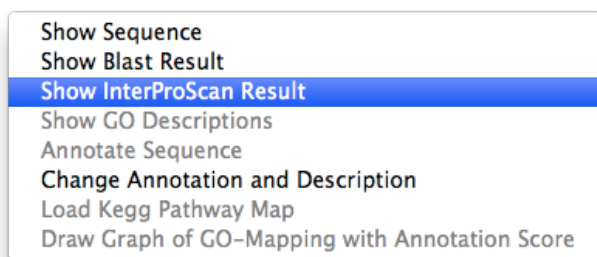 Show Sequence
Show Blast Result
Show InterProScan Result
Show GO Descriptions
Annotate Sequence
Change Annotation and Description
Load Kegg Pathway Map
Draw Graph of GO-Mapping with Annotation Score